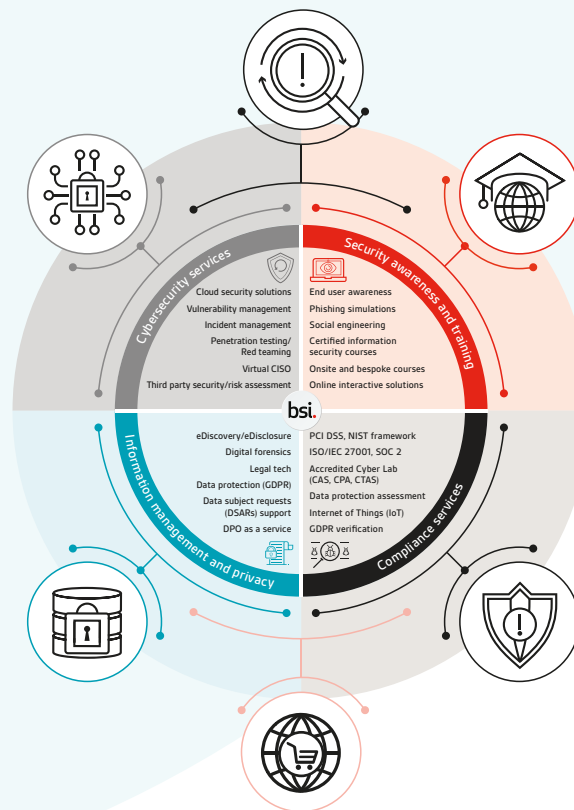 Cybersecurity services
Cloud security solutions
Vulnerability management
Incident management
Penetration testing/
Red teaming
Virtual CISO
Third party security/risk assessment
Security awareness and training
End user awareness
Phishing simulations
Social engineering
Certified information
security courses
Onsite and bespoke courses
Online interactive solutions
bsi.
Information management and privacy
eDiscovery/eDisclosure
Digital forensics
Legal tech
Data protection (GDPR)
Data subject requests
(DSARs) support
DPO as a service
Compliance services
PCI DSS, NIST framework
ISO/IEC 27001, SOC 2
Accredited Cyber Lab
(CAS, CPA, CTAS)
Data protection assessment
Internet of Things (IoT)
GDPR verification